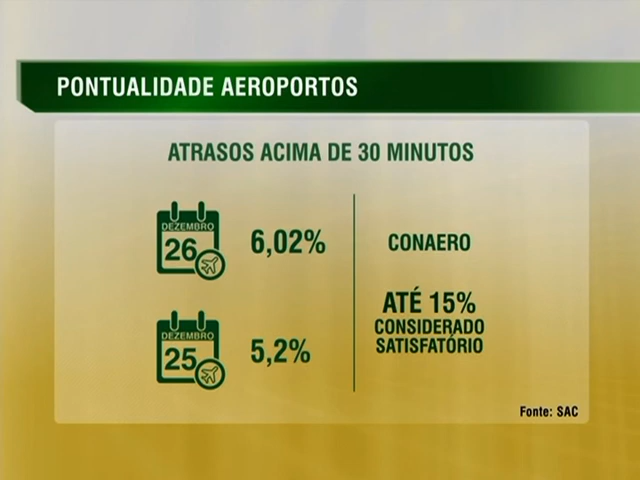 PONTUALIDADE AEROPORTOS
ATRASOS ACIMA DE 30 MINUTOS
DEZEMBRO
26
6,02%
DEZEMBRO
25
5,2%
CONAERO
ATÉ 15%
CONSIDERADO
SATISFATÓRIO
Fonte: SAC